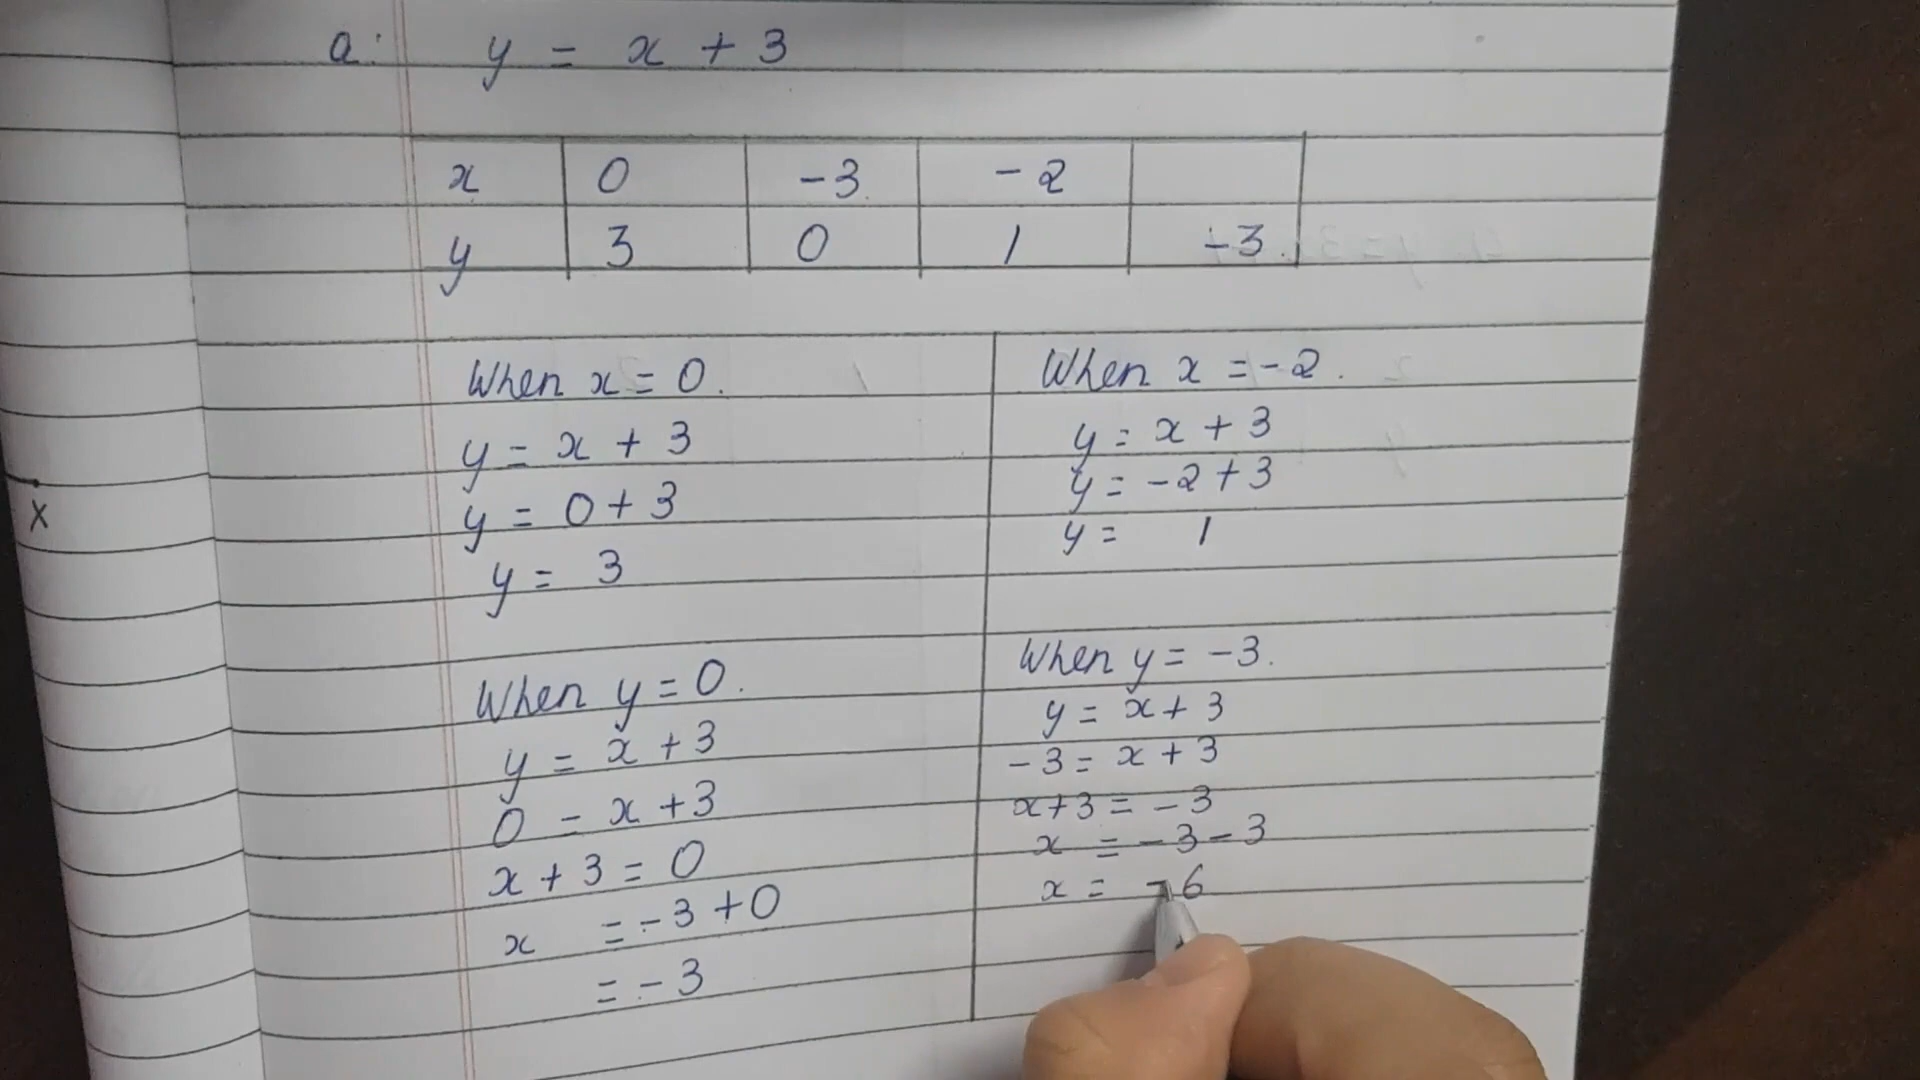 a: y = x + 3
x 0 -3 -2
y 3 0 1 -3
When x = 0.
y = x + 3
y = 0 + 3
y = 3
When y = 0.
y = x + 3
0 = x + 3
x + 3 = 0
x = -3 + 0
= -3
When x = -2.
y = x + 3
y = -2 + 3
y = 1
When y = -3.
y = x + 3
-3 = x + 3
x + 3 = -3
x = -3 - 3
x = -6
X